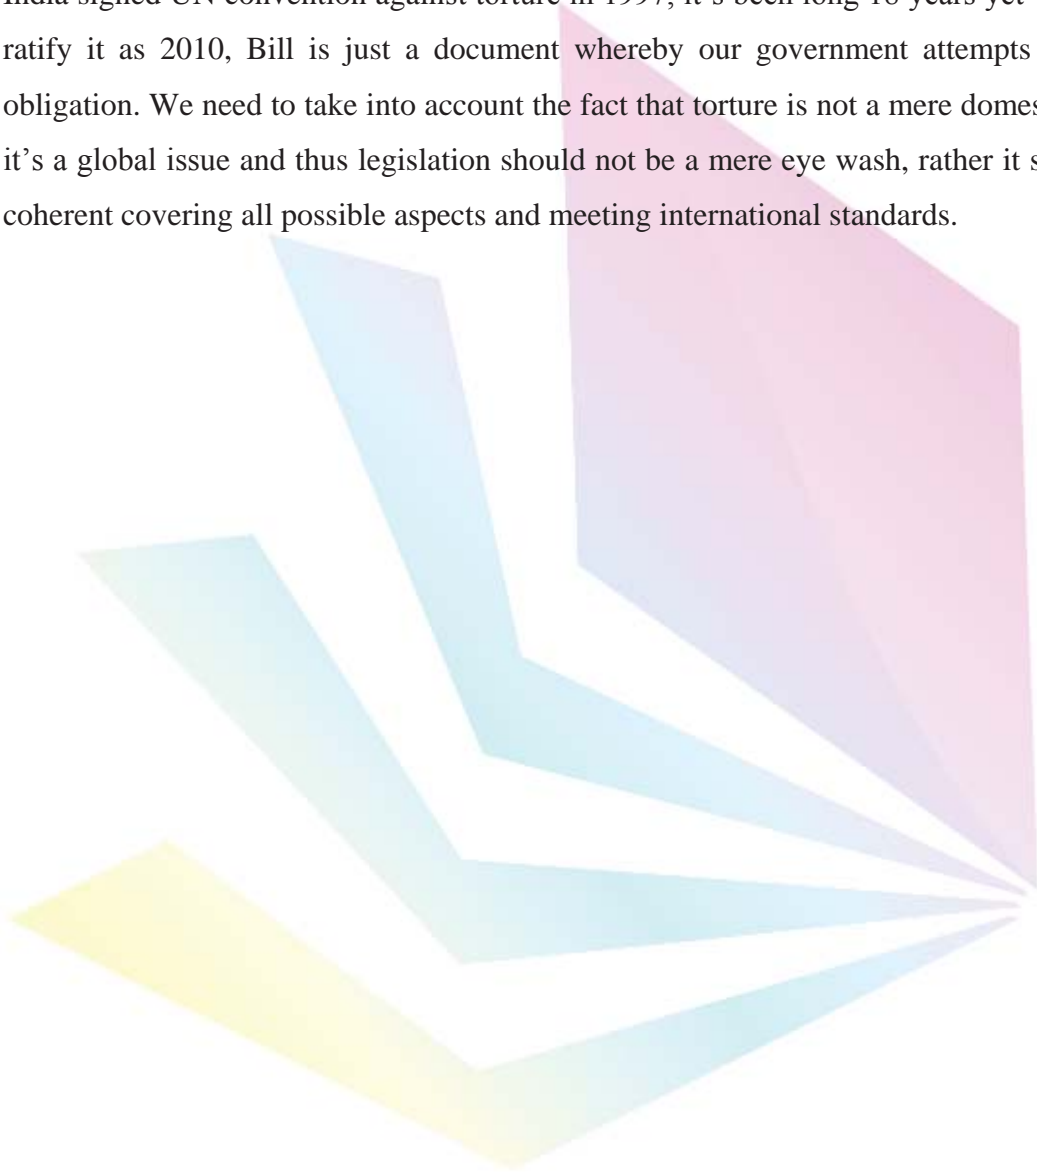 India signed UN convention against torture in 1997, it's been long 18 years yet
ratify it as 2010, Bill is just a document whereby our government attempts
obligation. We need to take into account the fact that torture is not a mere
it's a global issue and thus legislation should not be a mere eye wash, rather it
coherent covering all possible aspects and meeting international standards.